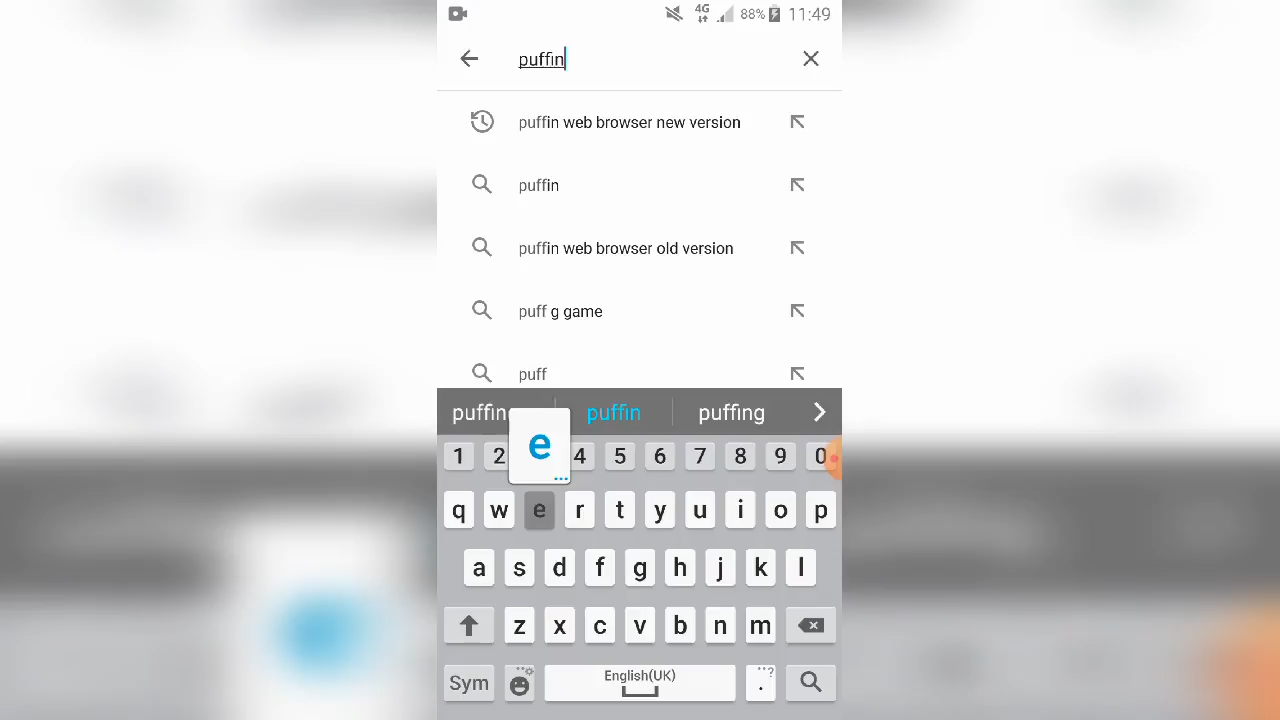 4G 88% 11:49
puffin
puffin web browser new version
puffin
puffin web browser old version
puff g game
puff
puffin puffing
e
1 2 4 5 6 7 8 9 0
q w e r t y u i o p
a s d f g h j k l
z x c v b n m
Sym English(UK) . ...?